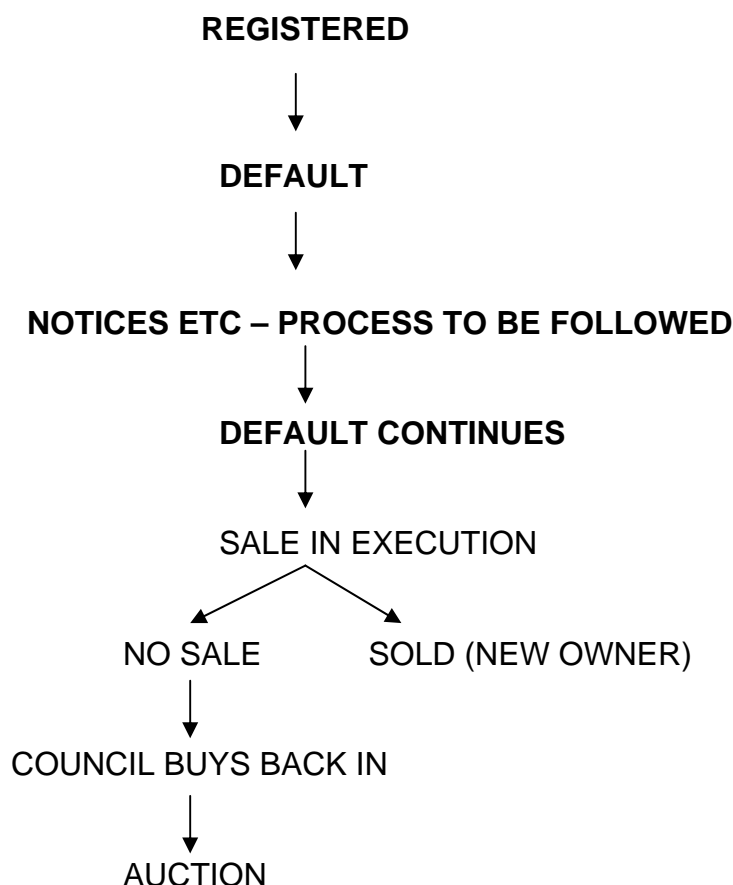 REGISTERED
DEFAULT
NOTICES ETC – PROCESS TO BE FOLLOWED
DEFAULT CONTINUES
SALE IN EXECUTION
NO SALE
SOLD (NEW OWNER)
COUNCIL BUYS BACK IN
AUCTION